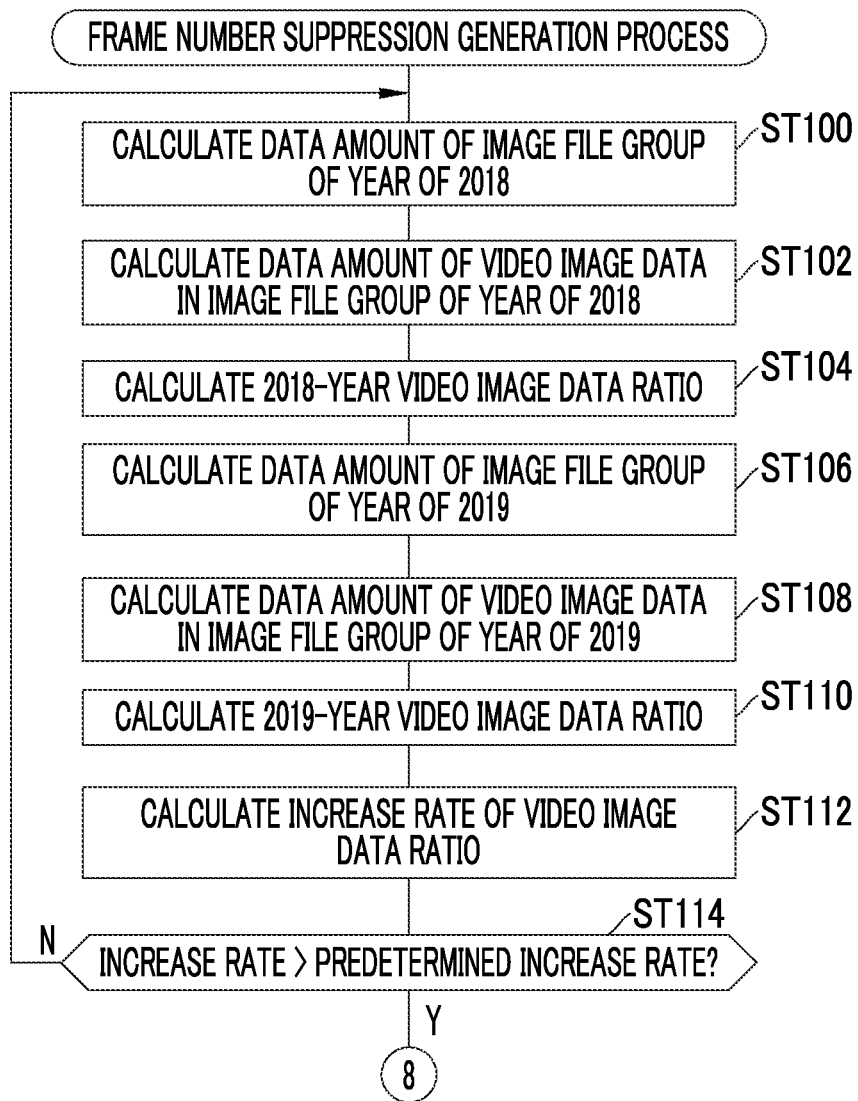 FRAME NUMBER SUPPRESSION GENERATION PROCESS
ST100
CALCULATE DATA AMOUNT OF IMAGE FILE GROUP
OF YEAR OF 2018
ST102
CALCULATE DATA AMOUNT OF VIDEO IMAGE DATA
IN IMAGE FILE GROUP OF YEAR OF 2018
ST104
CALCULATE 2018-YEAR VIDEO IMAGE DATA RATIO
ST106
CALCULATE DATA AMOUNT OF IMAGE FILE GROUP
OF YEAR OF 2019
ST108
CALCULATE DATA AMOUNT OF VIDEO IMAGE DATA
IN IMAGE FILE GROUP OF YEAR OF 2019
ST110
CALCULATE 2019-YEAR VIDEO IMAGE DATA RATIO
ST112
CALCULATE INCREASE RATE OF VIDEO IMAGE
DATA RATIO
ST114
N
INCREASE RATE > PREDETERMINED INCREASE RATE?
Y
8